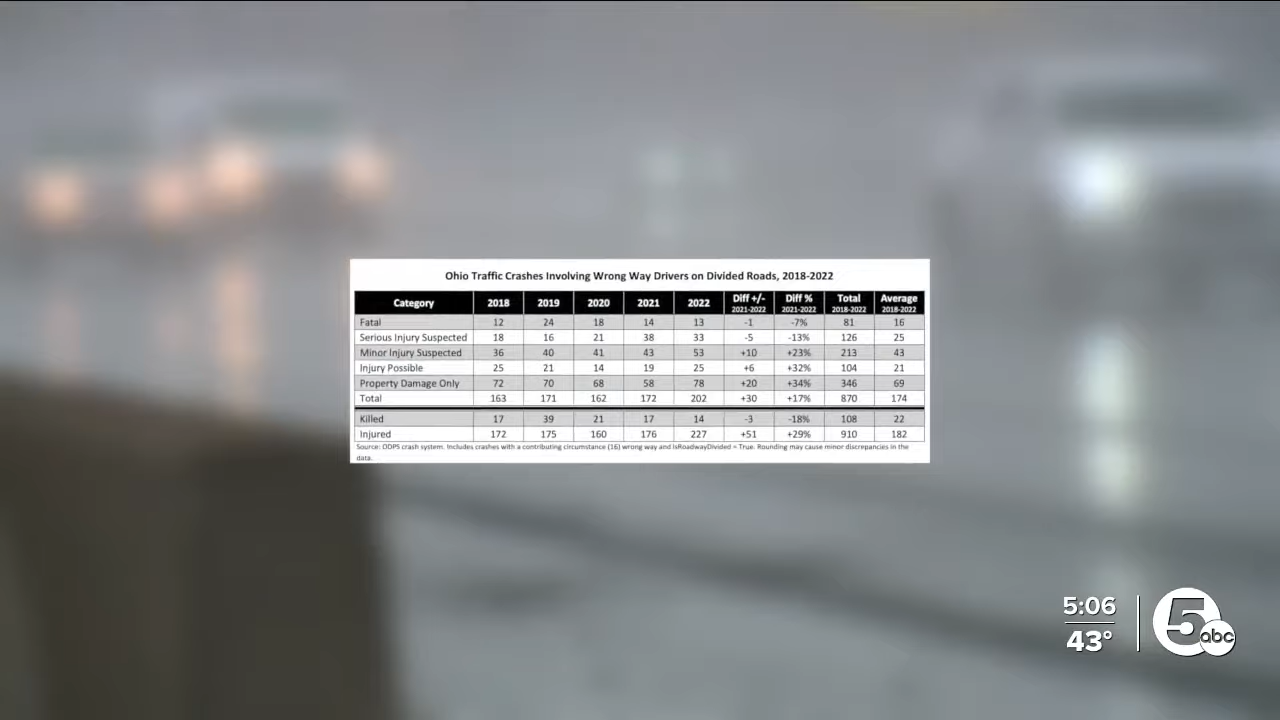 Ohio Traffic Crashes Involving Wrong Way Drivers on Divided Roads, 2018-2022
Category 2018 2019 2020 2021 2022 Diff +/- 2021-2022 Diff % 2021-2022 Total 2018-2022 Average 2018-2022
Fatal 12 24 18 14 13 -1 -7% 81 16
Serious Injury Suspected 18 16 21 38 33 -5 -13% 126 25
Minor Injury Suspected 36 40 41 43 53 +10 +23% 213 43
Injury Possible 25 21 14 19 25 +6 +32% 104 21
Property Damage Only 72 70 68 58 78 +20 +34% 346 69
Total 163 171 162 172 202 +30 +17% 870 174
Killed 17 39 21 17 14 -3 -18% 108 22
Injured 172 175 160 176 227 +51 +29% 910 182
Source: ODPS crash system. Includes crashes with a contributing circumstance (16) wrong way and IsRoadwayDivided = True. Rounding may cause minor discrepancies in the
data.
5:06
43°
5 abc